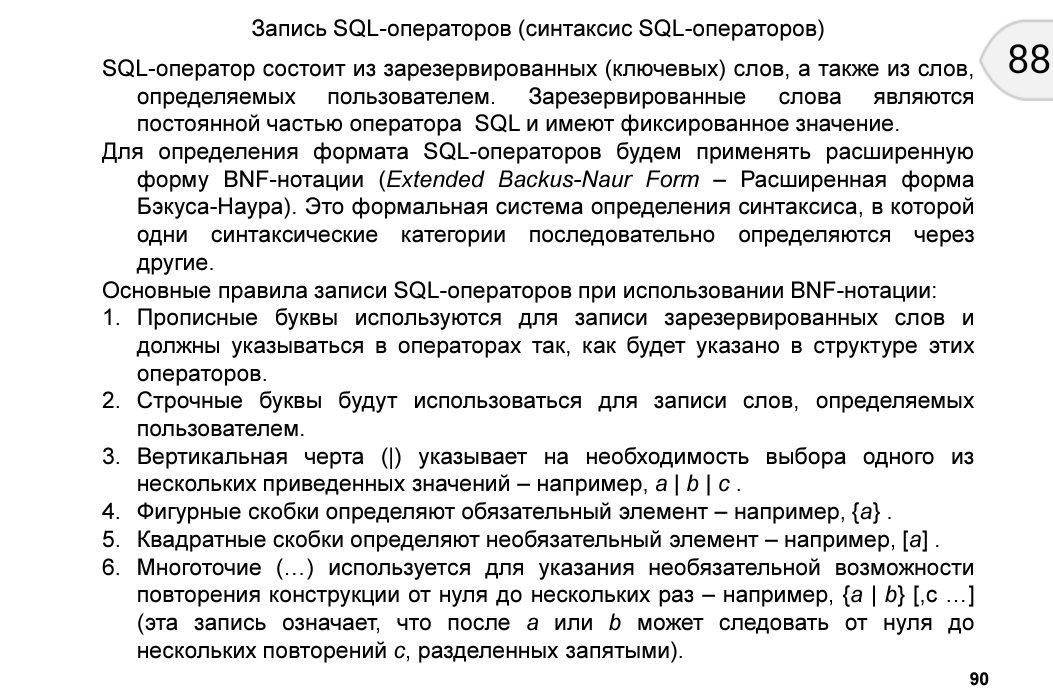 Запись SQL-операторов (синтаксис SQL-операторов)
88
SQL-оператор состоит из зарезервированных (ключевых) слов, а также из слов,
определяемых пользователем. Зарезервированные слова являются
постоянной частью оператора SQL и имеют фиксированное значение.
Для определения формата SQL-операторов будем применять расширенную
форму BNF-нотации (Extended Backus-Naur Form – Расширенная форма
Бэкуса-Наура). Это формальная система определения синтаксиса, в которой
одни синтаксические категории последовательно определяются через
другие.
Основные правила записи SQL-операторов при использовании BNF-нотации:
1. Прописные буквы используются для записи зарезервированных слов и
должны указываться в операторах так, как будет указано в структуре этих
операторов.
2. Строчные буквы будут использоваться для записи слов, определяемых
пользователем.
3. Вертикальная черта (|) указывает на необходимость выбора одного из
нескольких приведенных значений – например, a | b | c .
4. Фигурные скобки определяют обязательный элемент – например, {a} .
5. Квадратные скобки определяют необязательный элемент – например, [a] .
6. Многоточие (…) используется для указания необязательной возможности
повторения конструкции от нуля до нескольких раз – например, {a | b} [,c …]
(эта запись означает, что после a или b может следовать от нуля до
нескольких повторений c, разделенных запятыми).
90